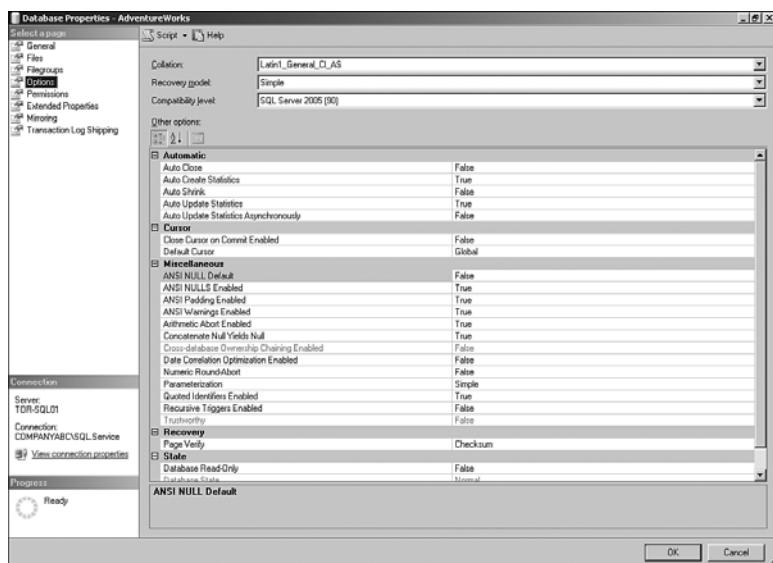 Database Properties - AdventureWorks
Select a page
General
Files
Filegroups
Options
Permissions
Extended Properties
Mirroring
Transaction Log Shipping
Script Help
Collation: Latin1_General_CI_AS
Recovery model: Simple
Compatibility level: SQL Server 2005 (90)
Other options:
Automatic
Auto Close False
Auto Create Statistics True
Auto Shrink False
Auto Update Statistics True
Auto Update Statistics Asynchronously False
Cursor
Close Cursor on Commit Enabled False
Default Cursor Global
Miscellaneous
ANSI NULL Default False
ANSI NULLS Enabled True
ANSI Padding Enabled True
ANSI Warnings Enabled True
Arithmetic Abort Enabled True
Concatenate Null Yields Null True
Cross-database Ownership Chaining Enabled False
Date Correlation Optimization Enabled False
Numeric Round-Abort False
Parameterization Simple
Quoted Identifiers Enabled True
Recursive Triggers Enabled False
Trustworthy False
Recovery
Page Verify Checksum
State
Database Read-Only False
Database State Normal
ANSI NULL Default
Connection
Server:
TOR-SQL01
Connection:
COMPANYABC\SQL.Service
View connection properties
Progress
Ready
OK Cancel